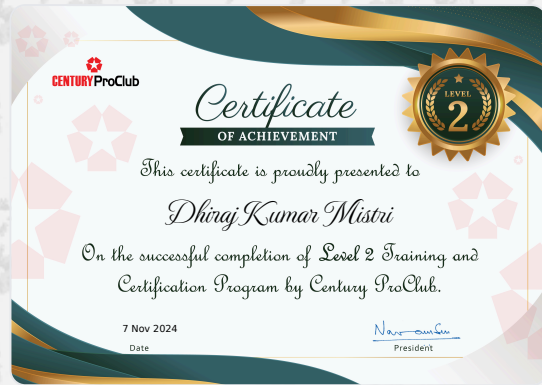 CENTURY ProClub
LEVEL
2
Certificate
OF ACHIEVEMENT
This certificate is proudly presented to
Dhiraj Kumar Mistri
On the successful completion of Level 2 Training and
Certification Program by Century ProClub.
7 Nov 2024
Date
President